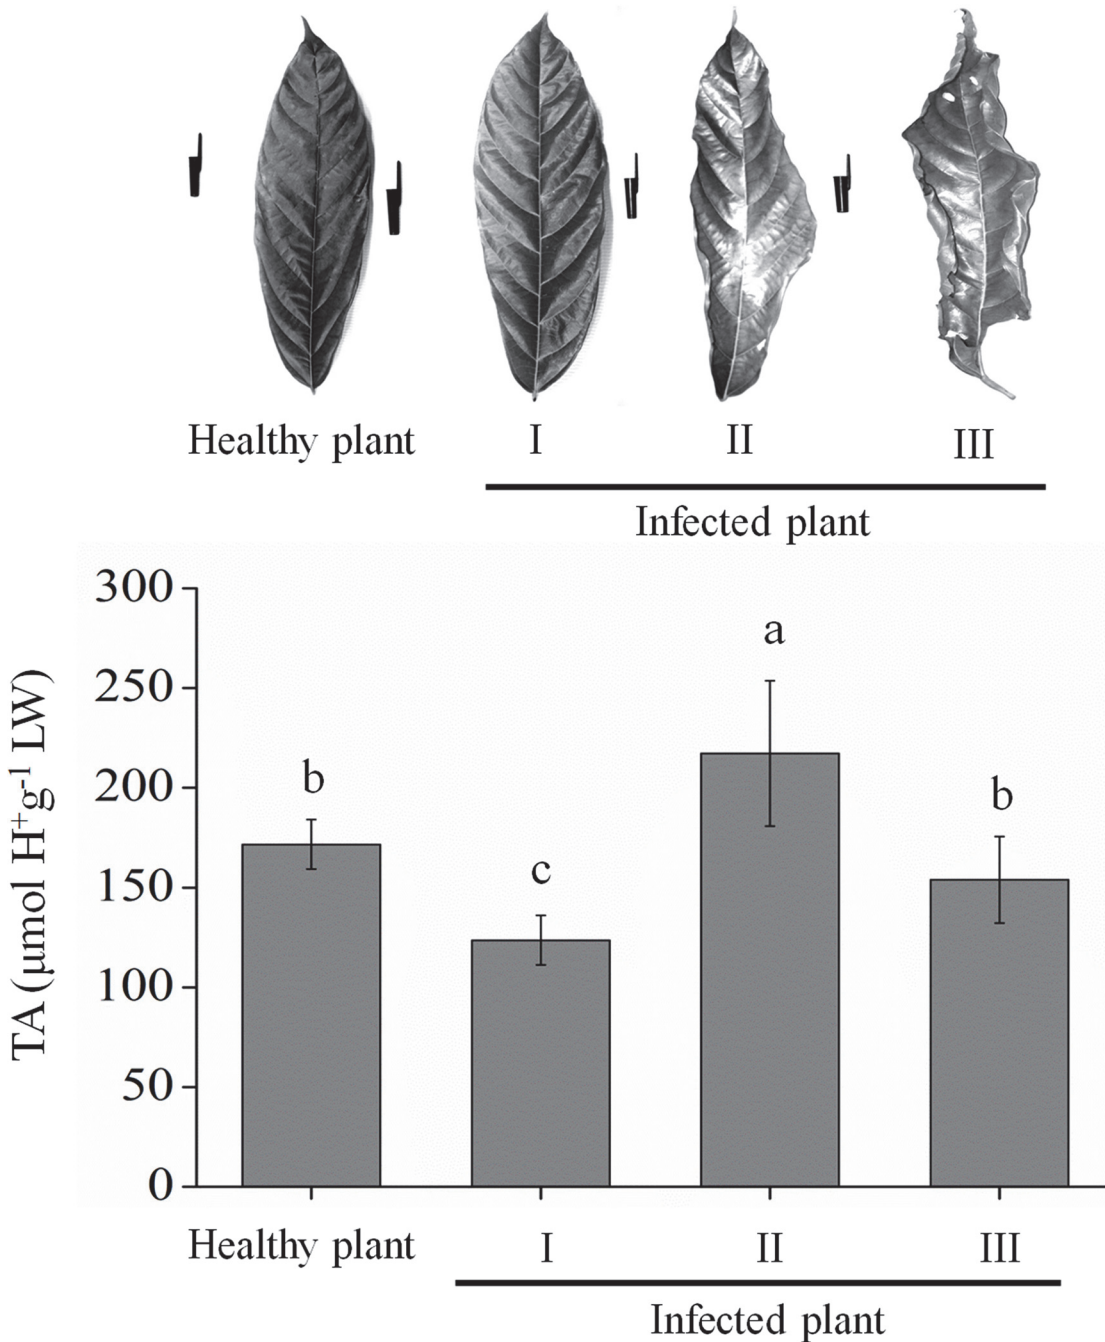 Healthy plant I II III
Infected plant
TA (μmol H⁺g⁻¹ LW)
300
250
200
150
100
50
0
a
b
b
c
Healthy plant I II III
Infected plant